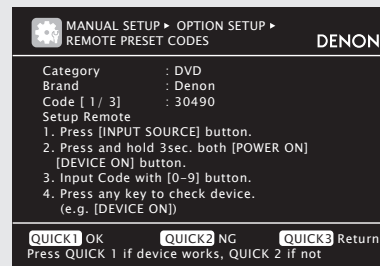 MANUAL SETUP ▸ OPTION SETUP ▸
REMOTE PRESET CODES
DENON
Category : DVD
Brand : Denon
Code [ 1/ 3] : 30490
Setup Remote
1. Press [INPUT SOURCE] button.
2. Press and hold 3sec. both [POWER ON]
[DEVICE ON] button.
3. Input Code with [0–9] button.
4. Press any key to check device.
(e.g. [DEVICE ON])
QUICK1 OK QUICK2 NG QUICK3 Return
Press QUICK 1 if device works, QUICK 2 if not